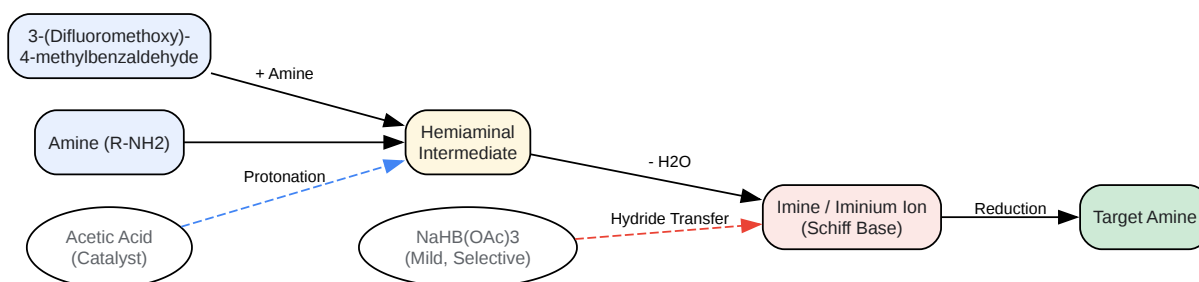 3-(Difluoromethoxy)-
4-methylbenzaldehyde
+ Amine
Amine (R-NH2)
Hemiaminal
Intermediate
- H2O
Protonation
Acetic Acid
(Catalyst)
NaHB(OAc)3
(Mild, Selective)
Hydride Transfer
Imine / Iminium Ion
(Schiff Base)
Reduction
Target Amine